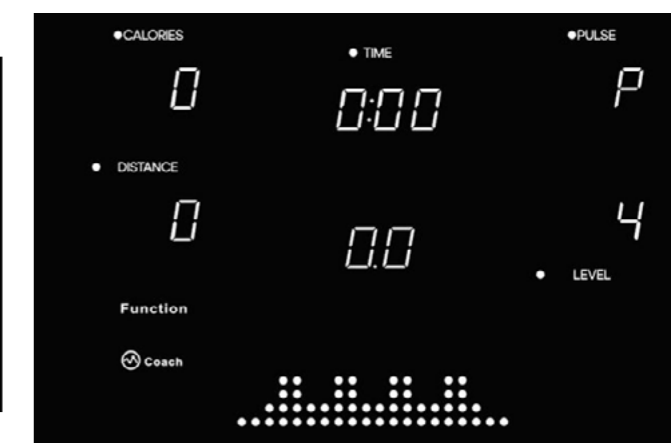 CALORIES
TIME
PULSE
0
0:00
P
DISTANCE
0
0.0
4
LEVEL
Function
Coach